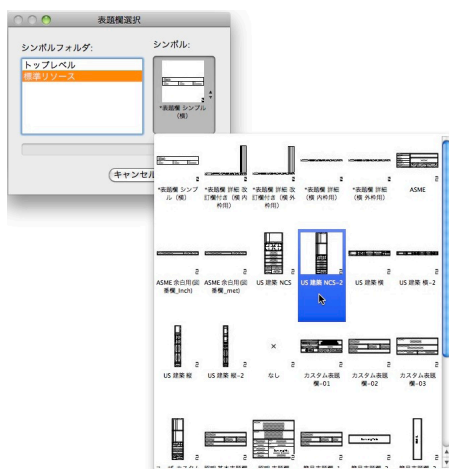 表題欄選択
シンボルフォルダ:
シンボル:
トップレベル
標準リソース
*表題欄 シンプル
(横)
キャンセル
*表題欄 シンプ
ル (横)
*表題欄 詳細 改
訂欄付き (横 内
枠用)
*表題欄 詳細 改
訂欄付き (横 外
枠用)
*表題欄 詳細
(横 内枠用)
*表題欄 詳細
(横 外枠用)
ASME
ASME 余白用(図
番欄_Inch)
ASME 余白用(図
番欄_met)
US 建築 NCS
US 建築 NCS-2
US 建築 横
US 建築 横-2
US 建築 縦
US 建築 縦-2
なし
カスタム表題
欄-01
カスタム表題
欄-02
カスタム表題
欄-03